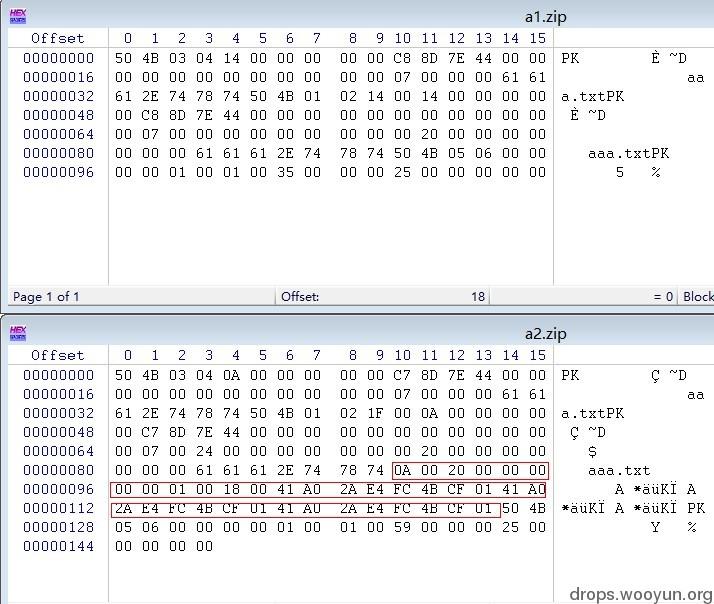 HEX
a1.zip
Offset 0 1 2 3 4 5 6 7 8 9 10 11 12 13 14 15
00000000 50 4B 03 04 14 00 00 00 00 00 C8 8D 7E 44 00 00 PK È ~D
00000016 00 00 00 00 00 00 00 00 00 00 07 00 00 00 61 61 aa
00000032 61 2E 74 78 74 50 4B 01 02 14 00 14 00 00 00 00 a.txtPK
00000048 00 C8 8D 7E 44 00 00 00 00 00 00 00 00 00 00 00 È ~D
00000064 00 07 00 00 00 00 00 00 00 00 00 20 00 00 00 00
00000080 00 00 00 61 61 61 2E 74 78 74 50 4B 05 06 00 00 aaa.txtPK
00000096 00 00 01 00 01 00 35 00 00 00 25 00 00 00 00 00 5 %
Page 1 of 1 Offset: 18 = 0 Block
HEX
a2.zip
Offset 0 1 2 3 4 5 6 7 8 9 10 11 12 13 14 15
00000000 50 4B 03 04 0A 00 00 00 00 00 C7 8D 7E 44 00 00 PK Ç ~D
00000016 00 00 00 00 00 00 00 00 00 00 07 00 00 00 61 61 aa
00000032 61 2E 74 78 74 50 4B 01 02 1F 00 0A 00 00 00 00 a.txtPK
00000048 00 C7 8D 7E 44 00 00 00 00 00 00 00 00 00 00 00 Ç ~D
00000064 00 07 00 24 00 00 00 00 00 00 00 20 00 00 00 00 $
00000080 00 00 00 61 61 61 2E 74 78 74 0A 00 20 00 00 00 aaa.txt
00000096 00 00 01 00 18 00 41 A0 2A E4 FC 4B CF 01 41 A0 A *äüKÏ A
00000112 2A E4 FC 4B CF 01 41 A0 2A E4 FC 4B CF 01 50 4B *äüKÏ A *äüKÏ PK
00000128 05 06 00 00 00 00 01 00 01 00 59 00 00 00 25 00 Y %
00000144 00 00 00 00
drops.wooyun.org